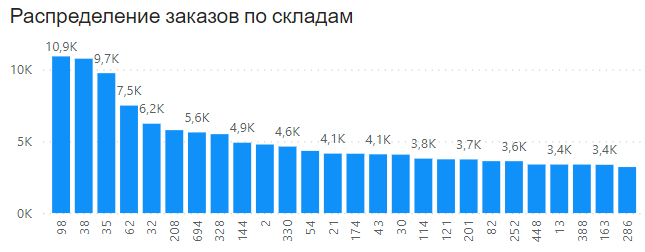 Распределение заказов по складам
10,9K
9,7K
7,5K
6,2K
5,6K
4,9K
4,6K
4,1K
4,1K
3,8K
3,7K
3,6K
3,4K
3,4K
10K
5K
0K
98 38 35 62 32 208 694 328 144 2 330 54 21 174 43 30 114 121 201 82 252 448 13 388 163 286